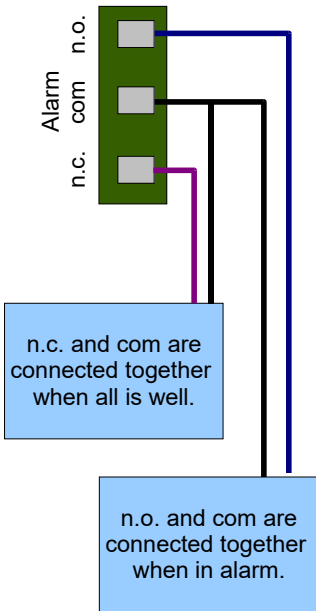 n.o.
Alarm
com
n.c.
n.c. and com are
connected together
when all is well.
n.o. and com are
connected together
when in alarm.